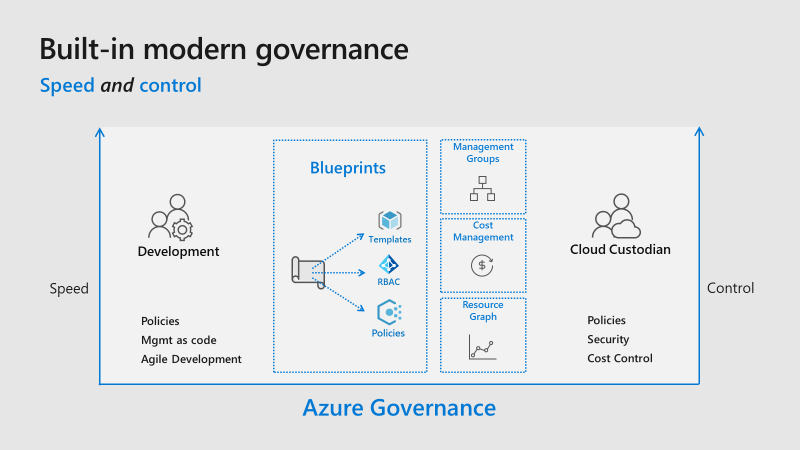 Built-in modern governance
Speed and control
Speed
Development
Policies
Mgmt as code
Agile Development
Blueprints
Templates
RBAC
Policies
Management
Groups
Cost
Management
$
Resource
Graph
Cloud Custodian
Policies
Security
Cost Control
Control
Azure Governance